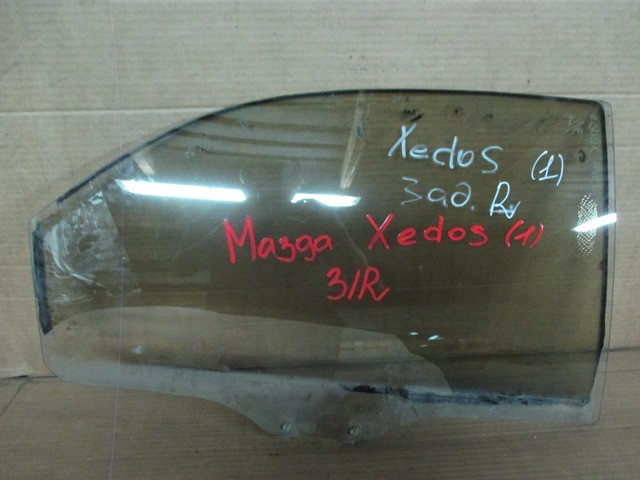 Xedos (1)
Зад. R
Мазда Xedos (1)
З/R